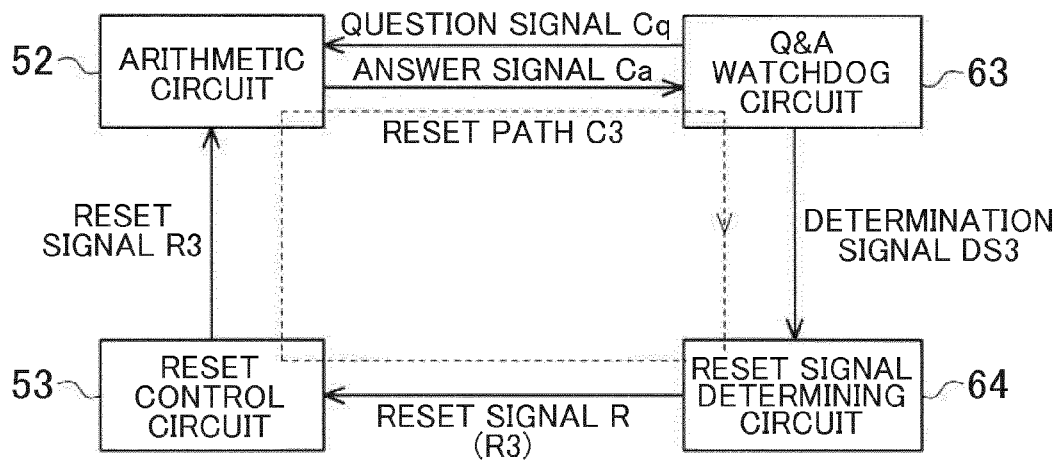 QUESTION SIGNAL Cq
52
ARITHMETIC
CIRCUIT
ANSWER SIGNAL Ca
Q&A
WATCHDOG
CIRCUIT
63
RESET PATH C3
RESET
SIGNAL R3
DETERMINATION
SIGNAL DS3
53
RESET
CONTROL
CIRCUIT
RESET SIGNAL R
(R3)
RESET SIGNAL
DETERMINING
CIRCUIT
64